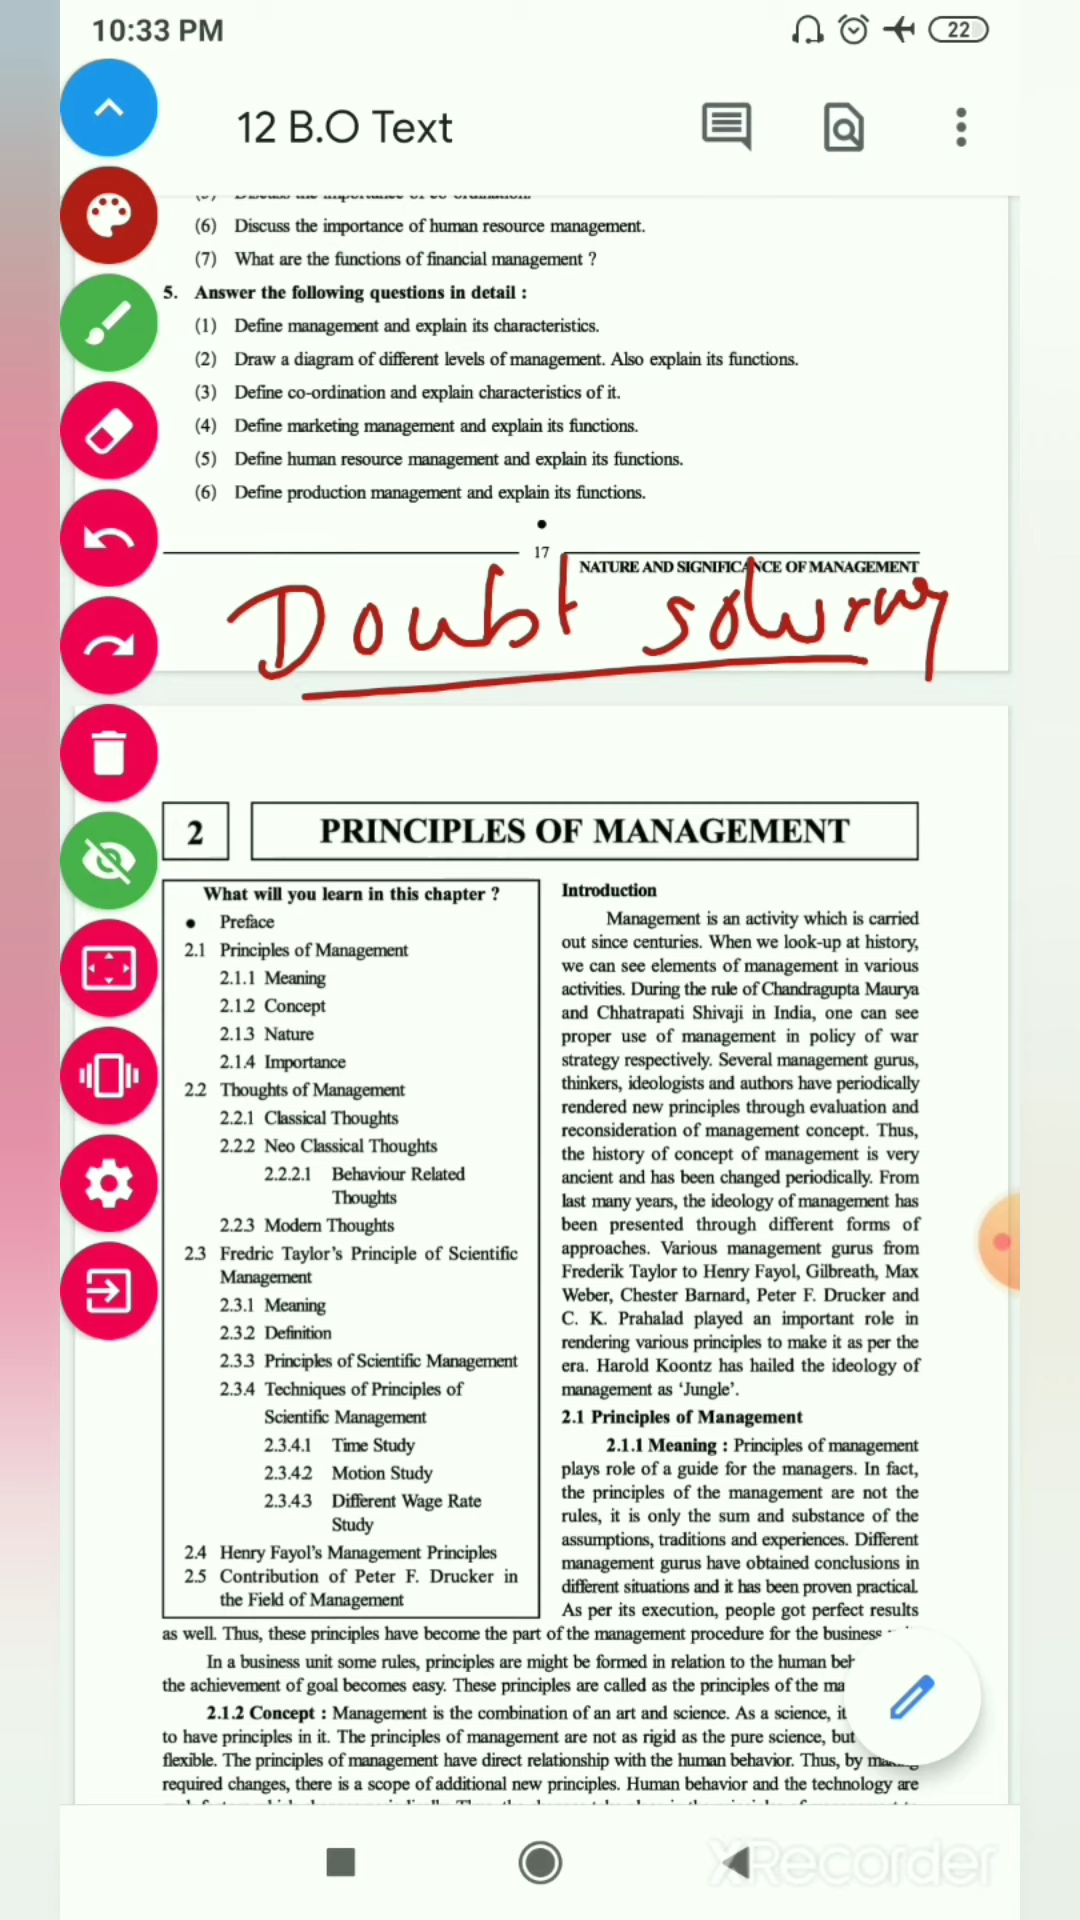 10:33 PM
22
12 B.O Text
(6) Discuss the importance of human resource management.
(7) What are the functions of financial management ?
5. Answer the following questions in detail :
(1) Define management and explain its characteristics.
(2) Draw a diagram of different levels of management. Also explain its functions.
(3) Define co-ordination and explain characteristics of it.
(4) Define marketing management and explain its functions.
(5) Define human resource management and explain its functions.
(6) Define production management and explain its functions.
17
NATURE AND SIGNIFICANCE OF MANAGEMENT
Doubt solving
2 PRINCIPLES OF MANAGEMENT
What will you learn in this chapter ?
• Preface
2.1 Principles of Management
2.1.1 Meaning
2.1.2 Concept
2.1.3 Nature
2.1.4 Importance
2.2 Thoughts of Management
2.2.1 Classical Thoughts
2.2.2 Neo Classical Thoughts
2.2.2.1 Behaviour Related
Thoughts
2.2.3 Modern Thoughts
2.3 Fredric Taylor's Principle of Scientific
Management
2.3.1 Meaning
2.3.2 Definition
2.3.3 Principles of Scientific Management
2.3.4 Techniques of Principles of
Scientific Management
2.3.4.1 Time Study
2.3.4.2 Motion Study
2.3.4.3 Different Wage Rate
Study
2.4 Henry Fayol's Management Principles
2.5 Contribution of Peter F. Drucker in
the Field of Management
Introduction
Management is an activity which is carried
out since centuries. When we look-up at history,
we can see elements of management in various
activities. During the rule of Chandragupta Maurya
and Chhatrapati Shivaji in India, one can see
proper use of management in policy of war
strategy respectively. Several management gurus,
thinkers, ideologists and authors have periodically
rendered new principles through evaluation and
reconsideration of management concept. Thus,
the history of concept of management is very
ancient and has been changed periodically. From
last many years, the ideology of management has
been presented through different forms of
approaches. Various management gurus from
Frederik Taylor to Henry Fayol, Gilbreath, Max
Weber, Chester Barnard, Peter F. Drucker and
C. K. Prahalad played an important role in
rendering various principles to make it as per the
era. Harold Koontz has hailed the ideology of
management as 'Jungle'.
2.1 Principles of Management
2.1.1 Meaning : Principles of management
plays role of a guide for the managers. In fact,
the principles of the management are not the
rules, it is only the sum and substance of the
assumptions, traditions and experiences. Different
management gurus have obtained conclusions in
different situations and it has been proven practical.
As per its execution, people got perfect results
as well. Thus, these principles have become the part of the management procedure for the business
In a business unit some rules, principles are might be formed in relation to the human beh
the achievement of goal becomes easy. These principles are called as the principles of the ma
2.1.2 Concept : Management is the combination of an art and science. As a science, it
to have principles in it. The principles of management are not as rigid as the pure science, but
flexible. The principles of management have direct relationship with the human behavior. Thus, by
required changes, there is a scope of additional new principles. Human behavior and the technology are
XRecorder